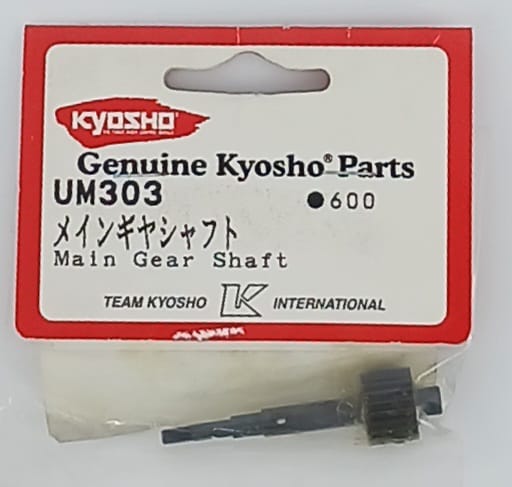 KYOSHO
Genuine Kyosho® Parts
UM303 ●600
メインギヤシャフト
Main Gear Shaft
TEAM KYOSHO K INTERNATIONAL